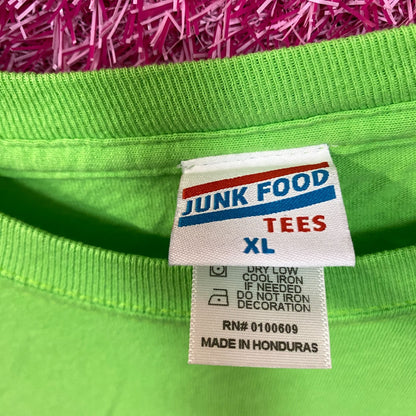 JUNK FOOD
TEES
XL
DRY LOW
COOL IRON
IF NEEDED
DO NOT IRON
DECORATION
RN# 0100609
MADE IN HONDURAS